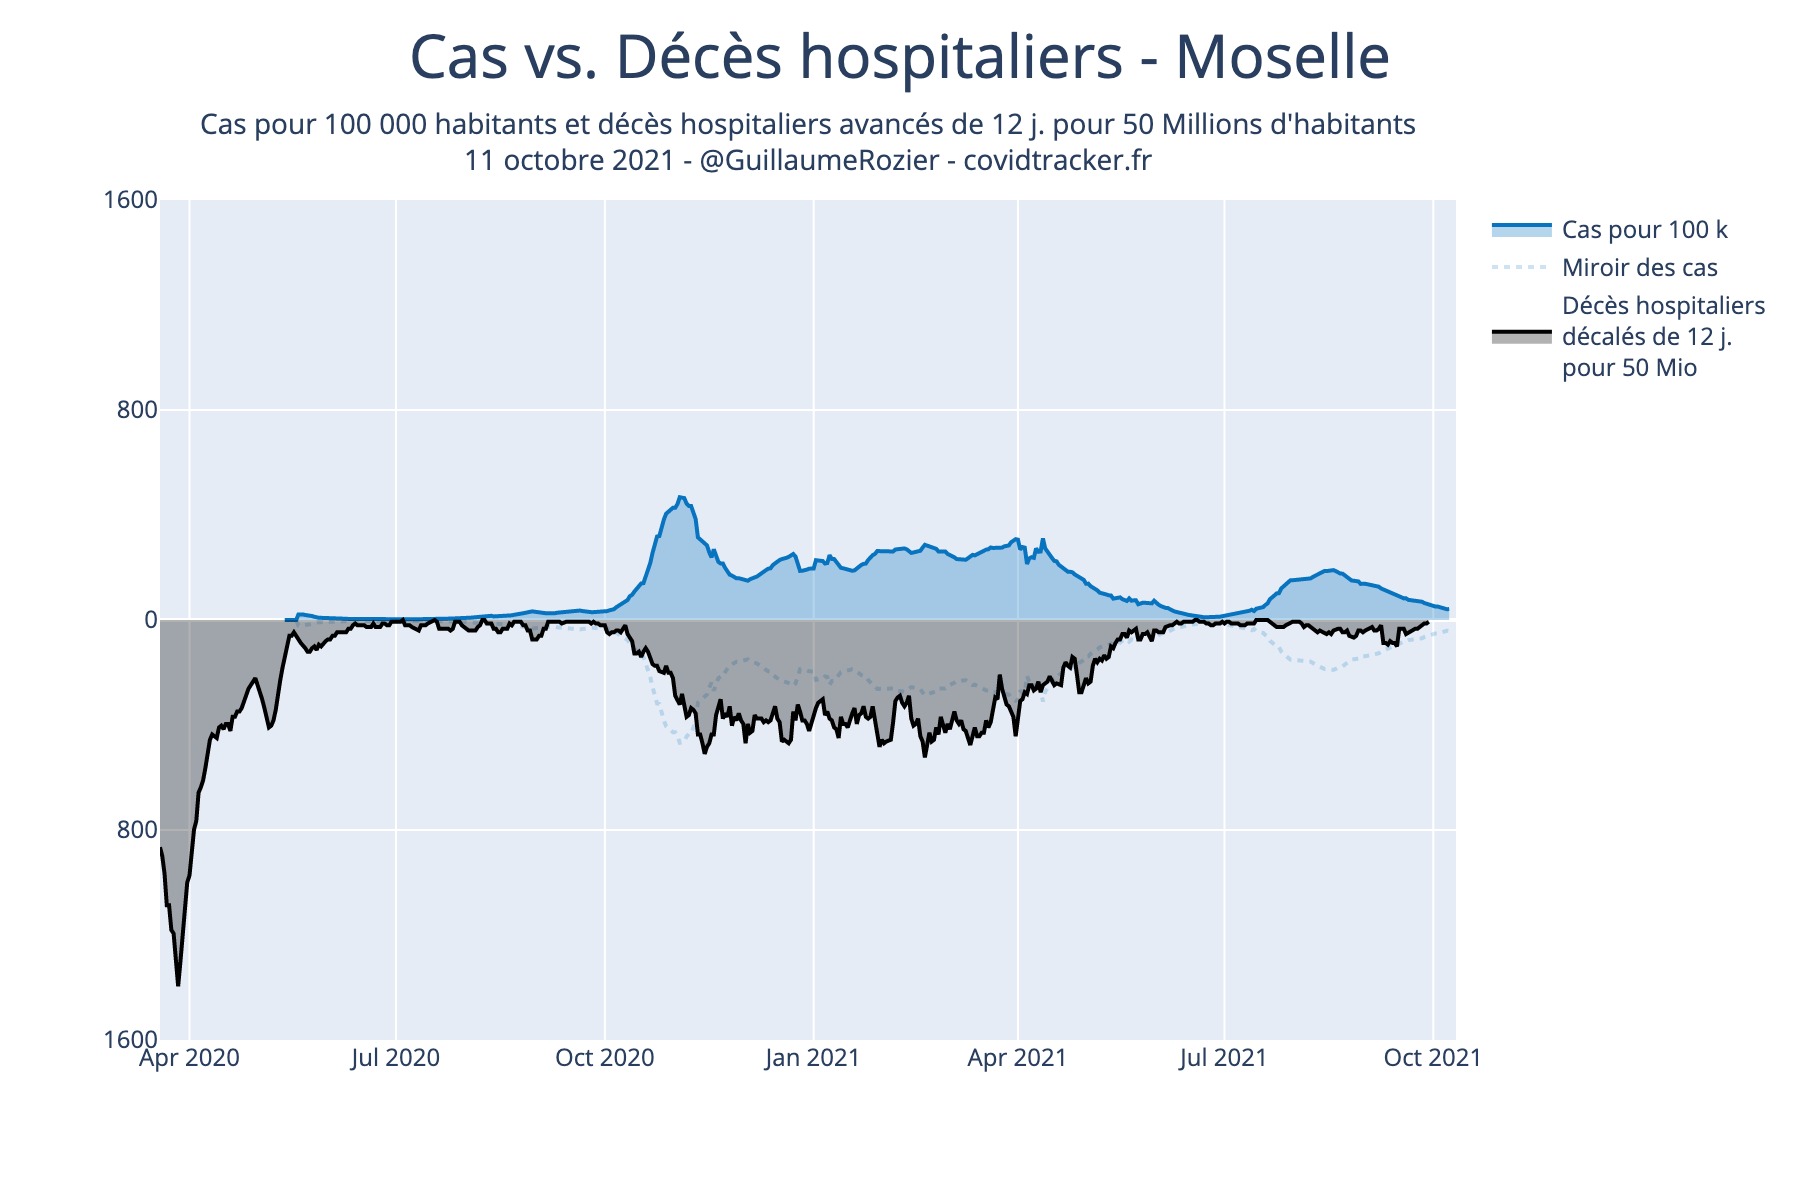 Cas vs. Décès hospitaliers - Moselle
Cas pour 100 000 habitants et décès hospitaliers avancés de 12 j. pour 50 Millions d'habitants
11 octobre 2021 - @GuillaumeRozier - covidtracker.fr
1600
800
0
800
1600
Apr 2020
Jul 2020
Oct 2020
Jan 2021
Apr 2021
Jul 2021
Oct 2021
Cas pour 100 k
Miroir des cas
Décès hospitaliers
décalés de 12 j.
pour 50 Mio